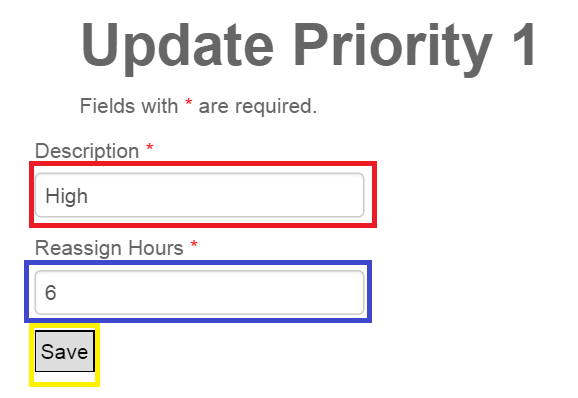 Update Priority 1
Fields with * are required.
Description *
High
Reassign Hours *
6
Save